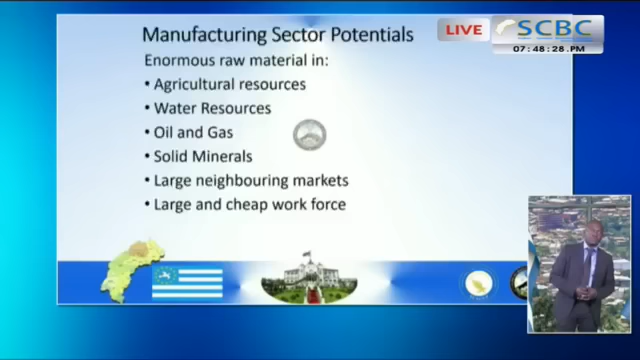 Manufacturing Sector Potentials
LIVE
SCBC
07:48:28.PM
Enormous raw material in:
• Agricultural resources
• Water Resources
• Oil and Gas
• Solid Minerals
• Large neighbouring markets
• Large and cheap work force